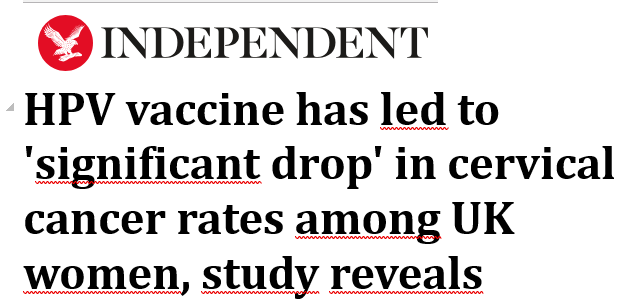 INDEPENDENT
HPV vaccine has led to
'significant drop' in cervical
cancer rates among UK
women, study reveals